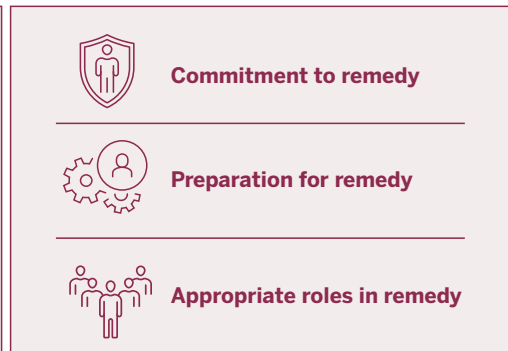 Commitment to remedy
Preparation for remedy
Appropriate roles in remedy